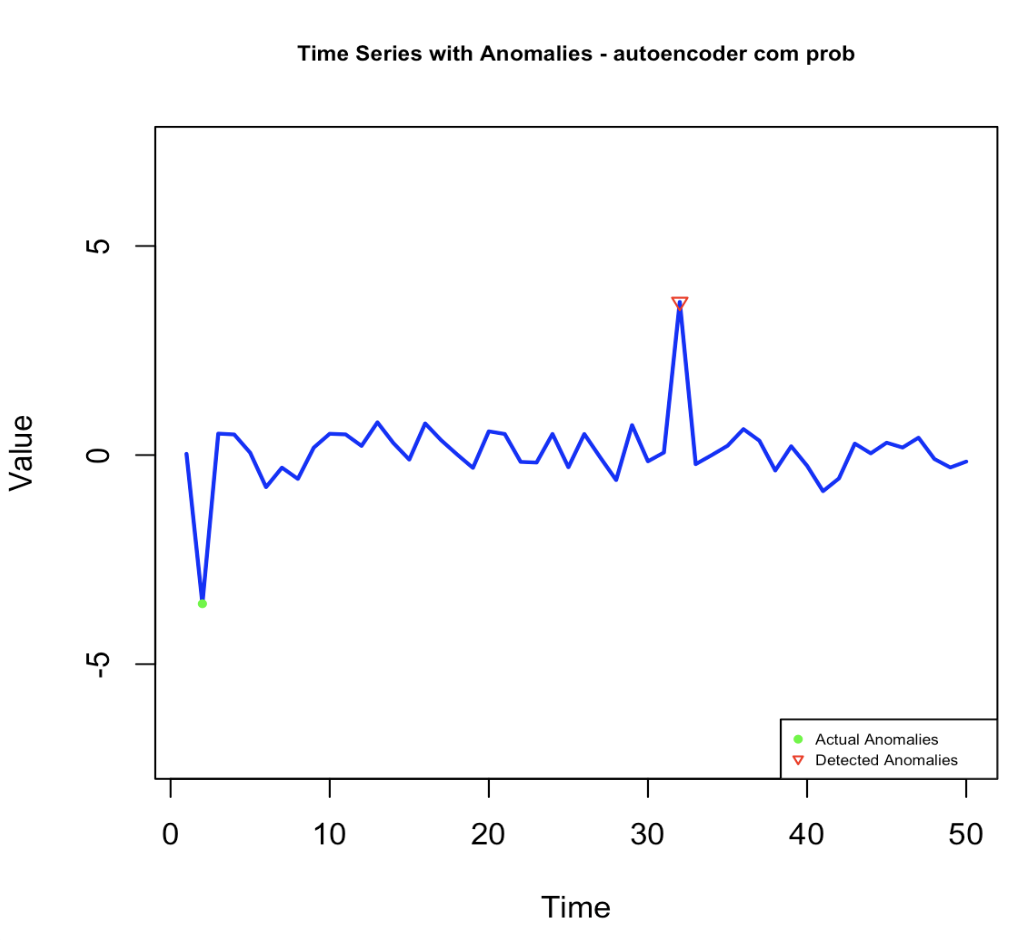 Time Series with Anomalies - autoencoder com prob
Value
5
0
-5
Actual Anomalies
Detected Anomalies
0 10 20 30 40 50
Time